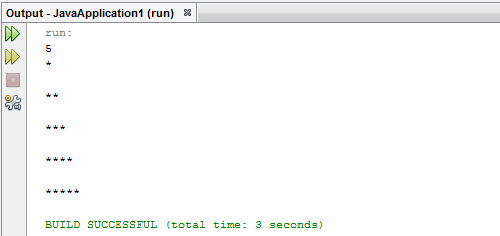 Output - JavaApplication1 (run)
run:
5
*
**
***
****
*****
BUILD SUCCESSFUL (total time: 3 seconds)